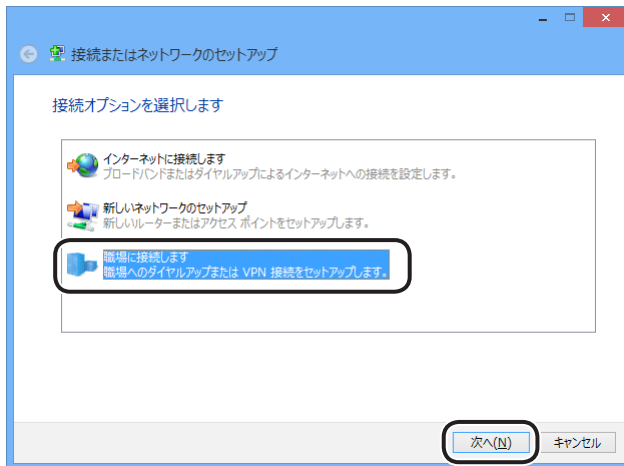 接続またはネットワークのセットアップ
接続オプションを選択します
インターネットに接続します
ブロードバンドまたはダイヤルアップによるインターネットへの接続を設定します。
新しいネットワークのセットアップ
新しいルーターまたはアクセス ポイントをセットアップします。
職場に接続します
職場へのダイヤルアップまたは VPN 接続をセットアップします。
次へ(N)
キャンセル